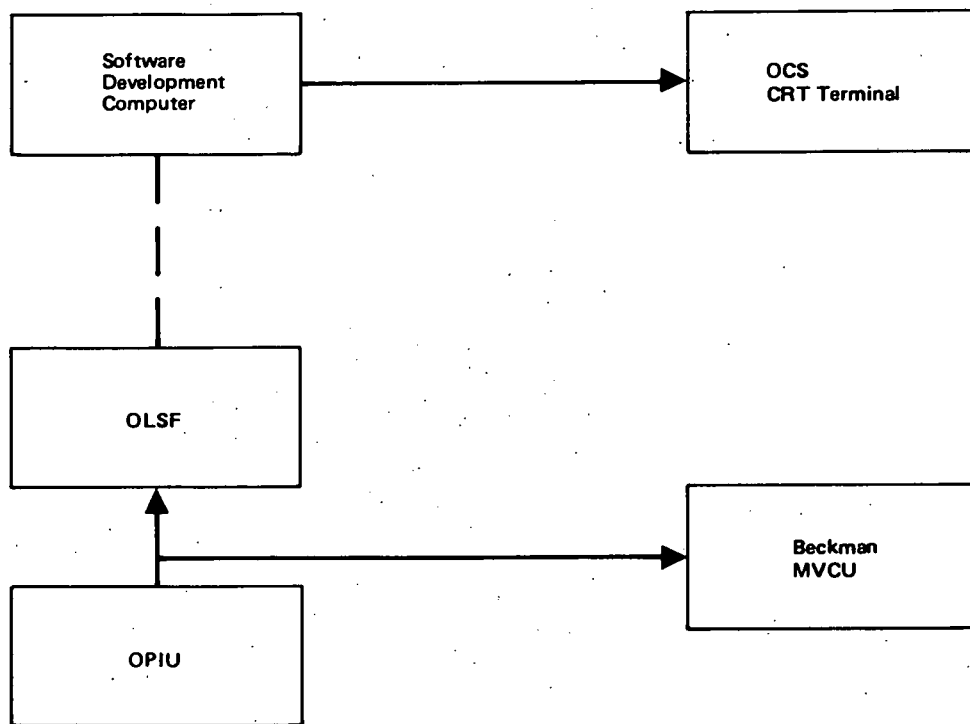 Software
Development
Computer
OCS
CRT Terminal
OLSF
Beckman
MVCU
OPIU